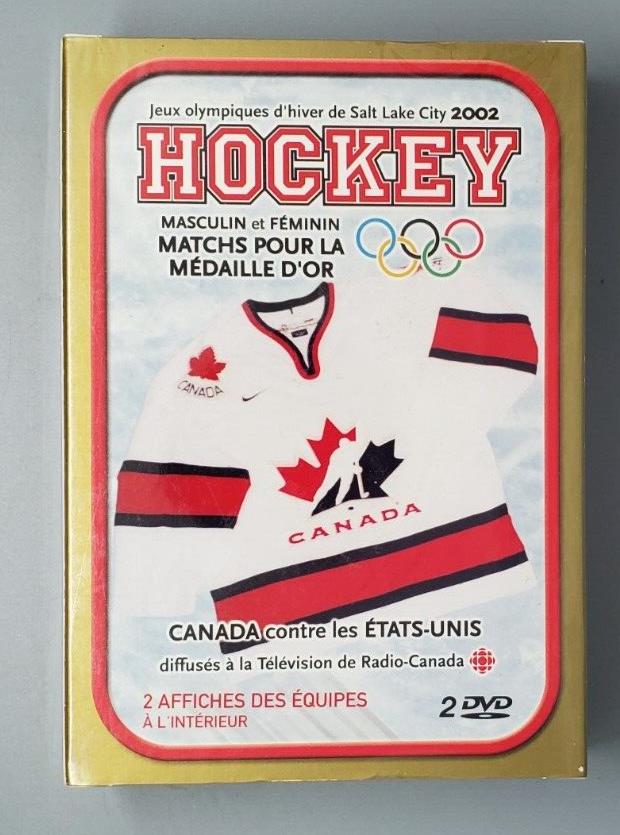 Jeux olympiques d'hiver de Salt Lake City 2002
HOCKEY
MASCULIN et FÉMININ
MATCHS POUR LA
MÉDAILLE D'OR
CANADA
CANADA
CANADA contre les ÉTATS-UNIS
diffusés à la Télévision de Radio-Canada
2 AFFICHES DES ÉQUIPES
À L'INTÉRIEUR
2 DVD